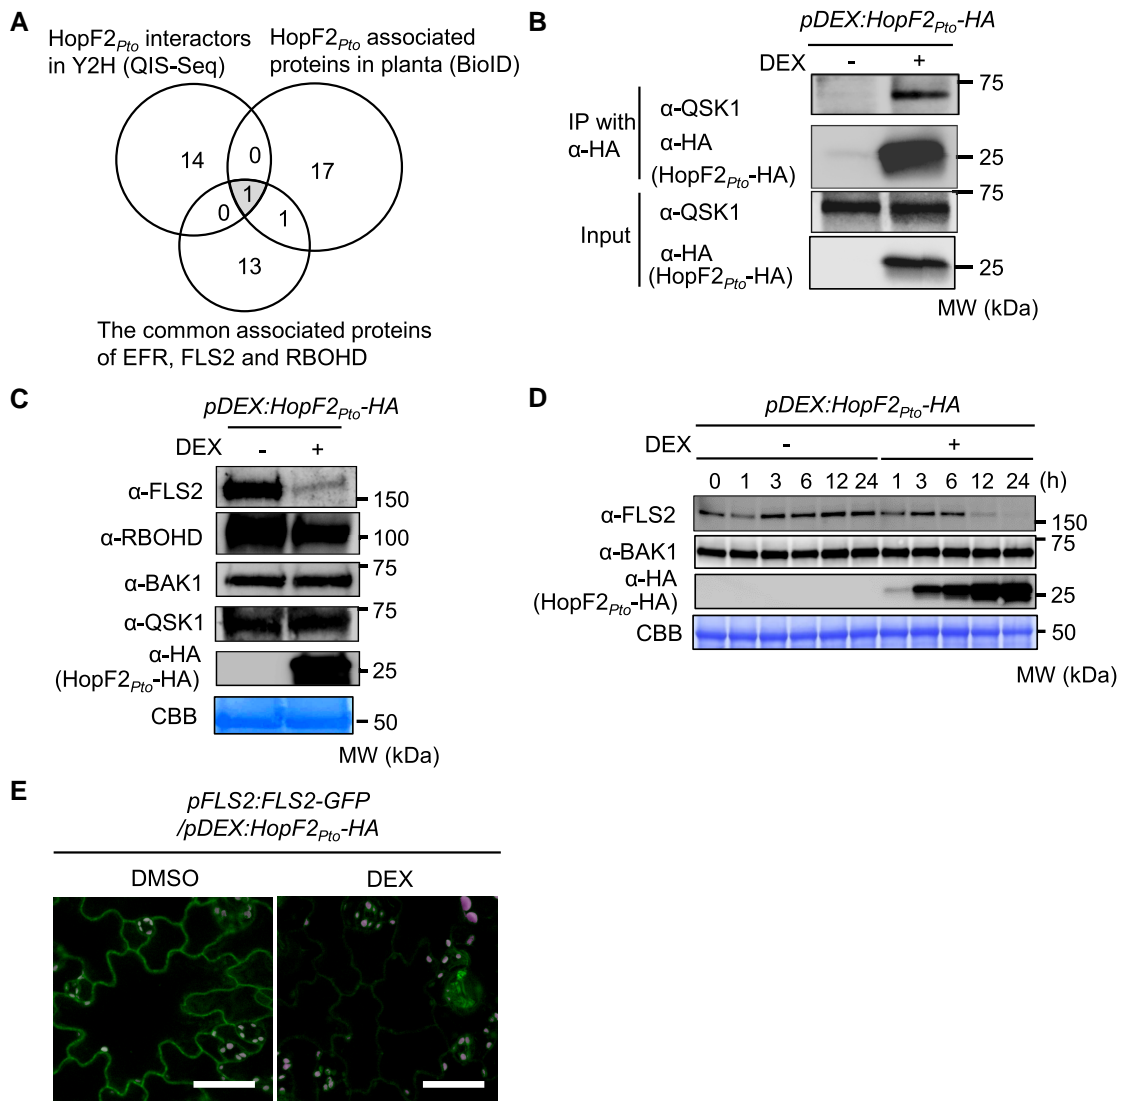 A
HopF2Pto interactors
in Y2H (QIS-Seq)
HopF2Pto associated
proteins in planta (BioID)
14
0
17
1
0
1
13
The common associated proteins
of EFR, FLS2 and RBOHD
B
pDEX:HopF2Pto-HA
DEX - +
IP with
α-HA
α-QSK1
75
α-HA
(HopF2Pto-HA)
25
Input
α-QSK1
75
α-HA
(HopF2Pto-HA)
25
MW (kDa)
C
pDEX:HopF2Pto-HA
DEX - +
α-FLS2
150
α-RBOHD
100
α-BAK1
75
α-QSK1
75
α-HA
(HopF2Pto-HA)
25
CBB
50
MW (kDa)
D
pDEX:HopF2Pto-HA
DEX - +
0 1 3 6 12 24 1 3 6 12 24 (h)
α-FLS2
150
α-BAK1
75
α-HA
(HopF2Pto-HA)
25
CBB
50
MW (kDa)
E
pFLS2:FLS2-GFP
/pDEX:HopF2Pto-HA
DMSO DEX